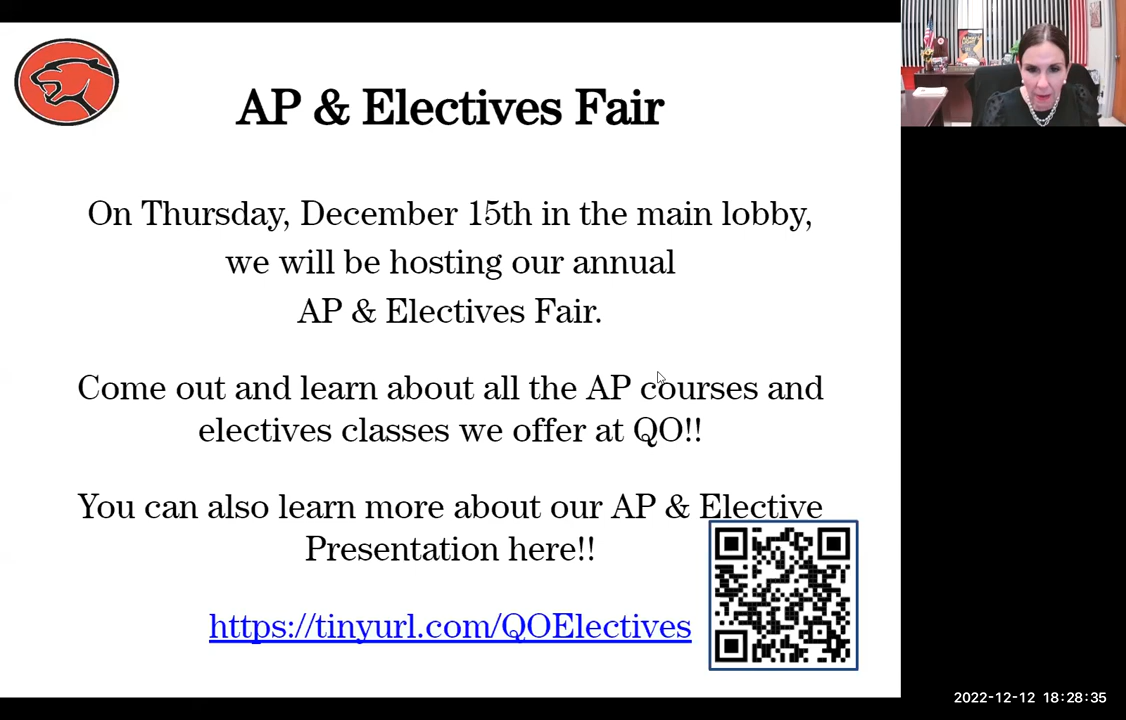 AP & Electives Fair
On Thursday, December 15th in the main lobby,
we will be hosting our annual
AP & Electives Fair.
Come out and learn about all the AP courses and
electives classes we offer at QO!!
You can also learn more about our AP & Elective
Presentation here!!
https://tinyurl.com/QOElectives
2022-12-12 18:28:35